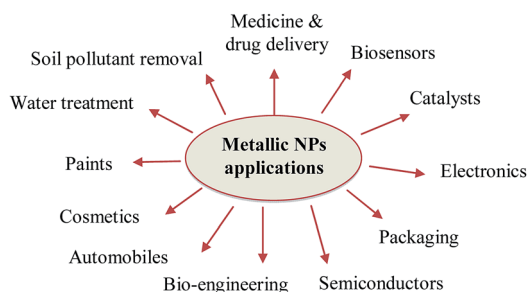 Medicine &
drug delivery
Soil pollutant removal
Biosensors
Water treatment
Catalysts
Metallic NPs
applications
Paints
Electronics
Cosmetics
Packaging
Automobiles
Bio-engineering
Semiconductors